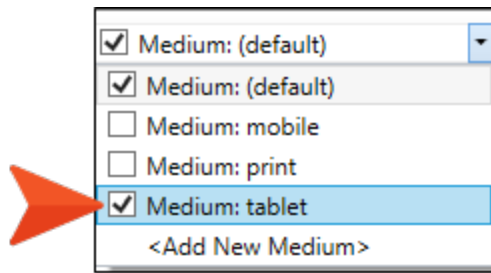 Medium: (default)
Medium: (default)
Medium: mobile
Medium: print
Medium: tablet
<Add New Medium>